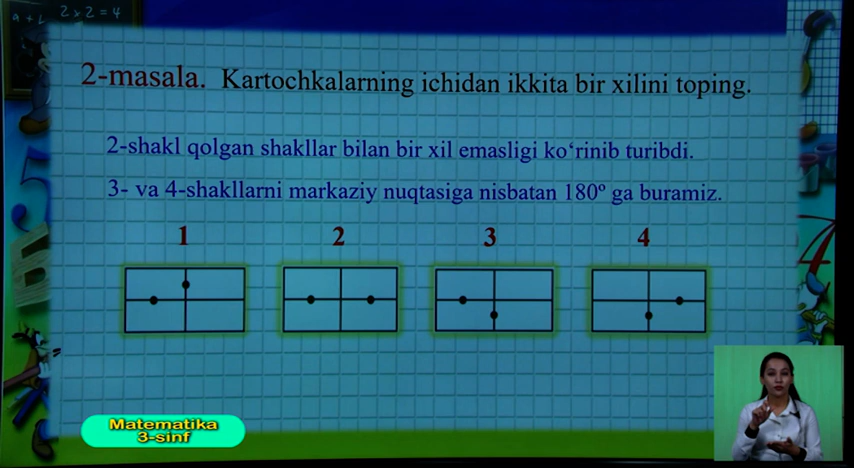 a + b 2 × 2 = 4
2-masala. Kartochkalarning ichidan ikkita bir xilini toping.
2-shakl qolgan shakllar bilan bir xil emasligi ko‘rinib turibdi.
3- va 4-shakllarni markaziy nuqtasiga nisbatan 180º ga buramiz.
1 2 3 4
Matematika
3-sinf